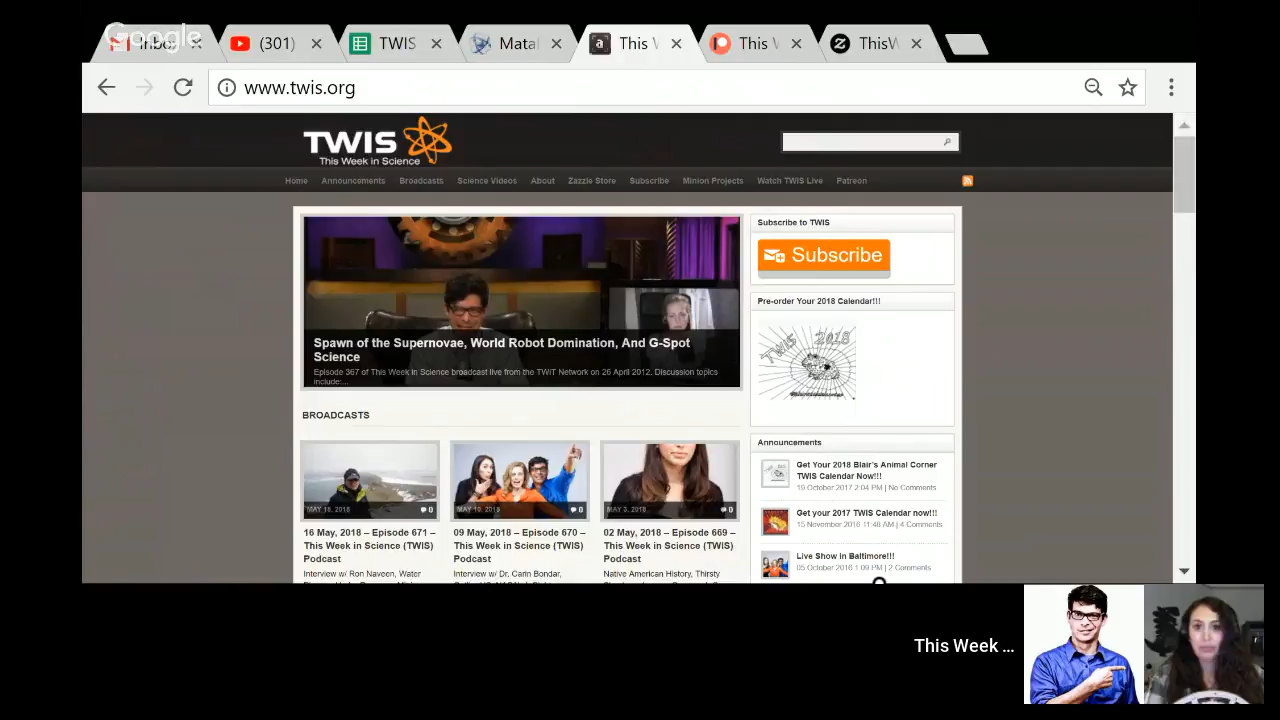 Google
Inbo
(301)
TWIS
Matal
This W
This W
ThisW
www.twis.org
TWIS
This Week in Science
Home Announcements Broadcasts Science Videos About Zazzle Store Subscribe Minion Projects Watch TWIS Live Patreon
Spawn of the Supernovae, World Robot Domination, And G-Spot
Science
Episode 367 of This Week in Science broadcast live from the TWiT Network on 26 April 2012. Discussion topics
include:...
BROADCASTS
MAY 18, 2018 0
16 May, 2018 – Episode 671 –
This Week in Science (TWIS)
Podcast
Interview w/ Ron Naveen, Water
MAY 10, 2018 0
09 May, 2018 – Episode 670 –
This Week in Science (TWIS)
Podcast
Interview w/ Dr. Carin Bondar,
MAY 3, 2018 0
02 May, 2018 – Episode 669 –
This Week in Science (TWIS)
Podcast
Native American History, Thirsty
Subscribe to TWIS
Subscribe
Pre-order Your 2018 Calendar!!!
TWIS 2018
Announcements
Get Your 2018 Blair's Animal Corner
TWIS Calendar Now!!!
19 October 2017 2:04 PM | No Comments
Get your 2017 TWIS Calendar now!!!
15 November 2016 11:48 AM | 4 Comments
Live Show in Baltimore!!!
05 October 2016 1:09 PM | 2 Comments
This Week ...